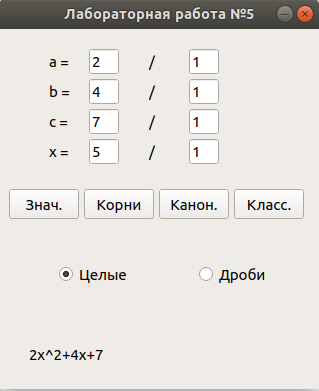 Лабораторная работа №5
a = 2 / 1
b = 4 / 1
c = 7 / 1
x = 5 / 1
Знач. Корни Канон. Класс.
Целые Дроби
2x^2+4x+7